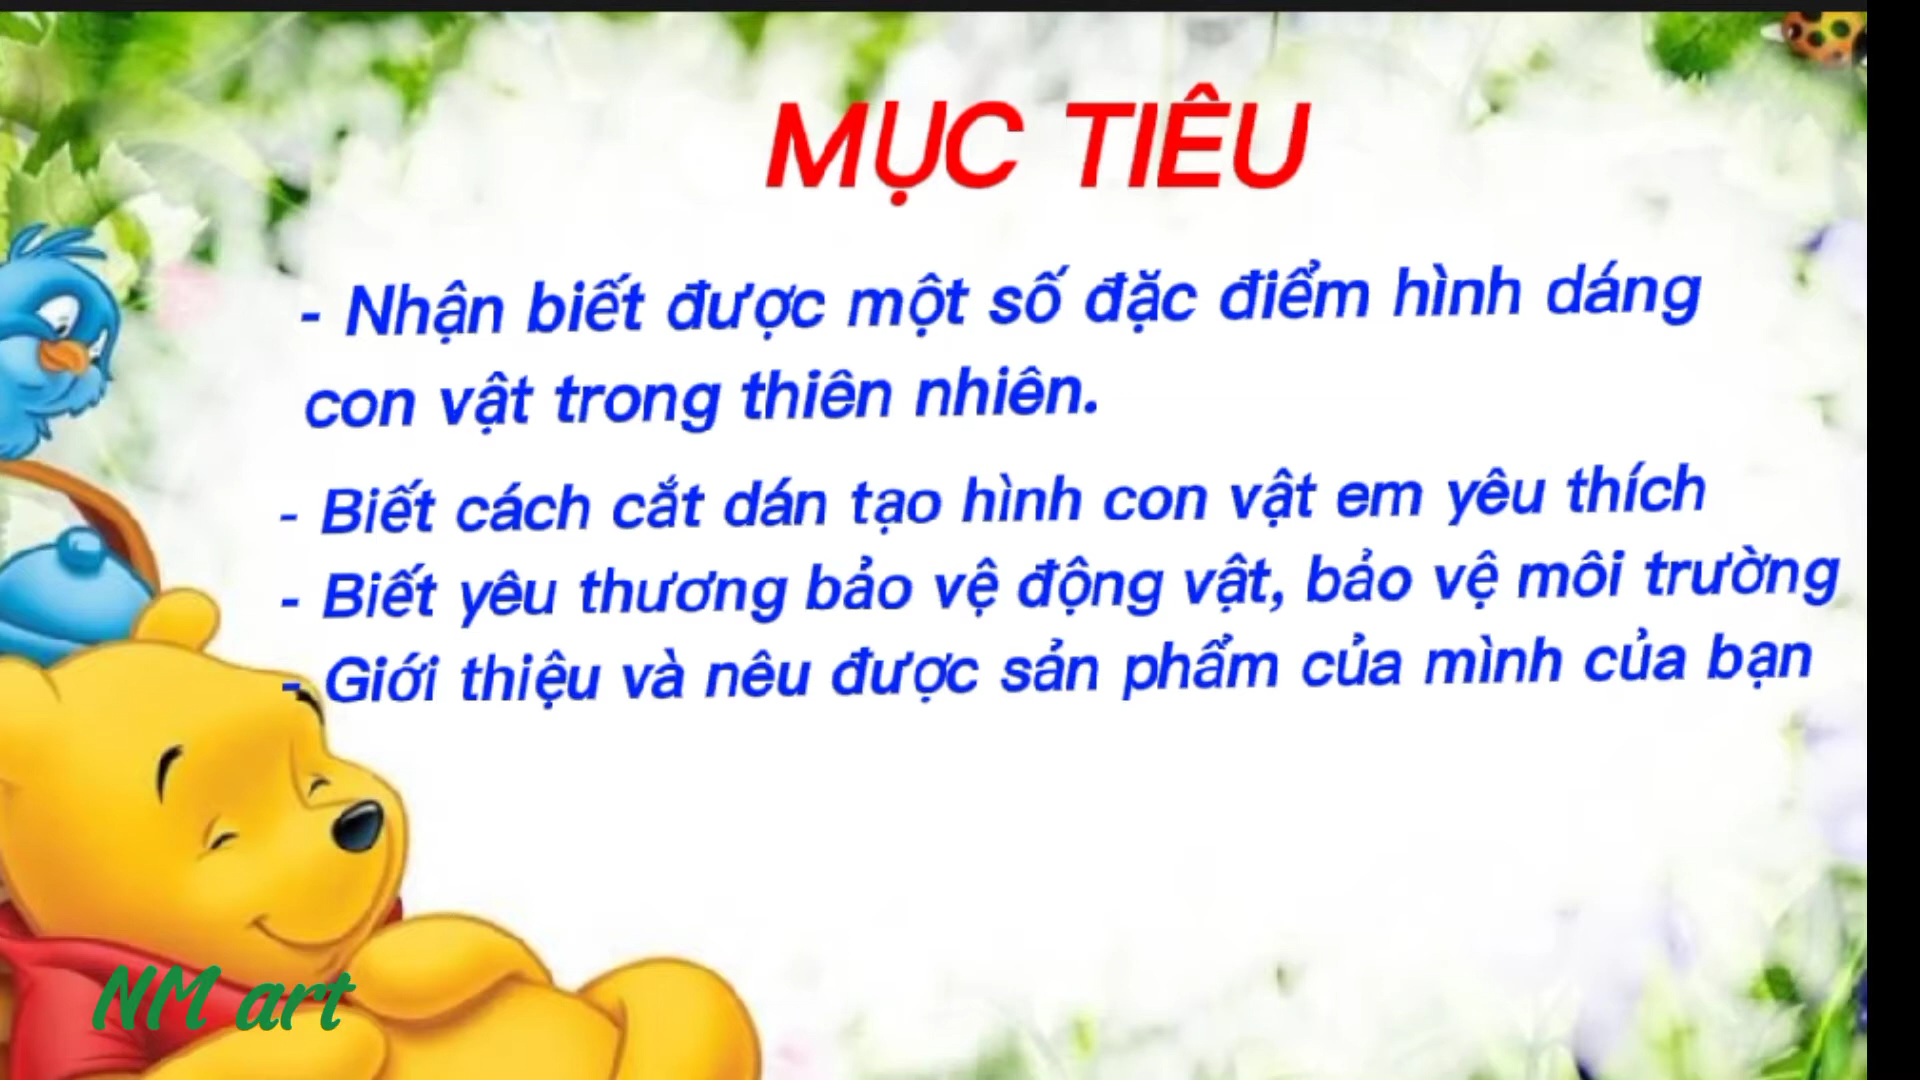 MỤC TIÊU
- Nhận biết được một số đặc điểm hình dáng
con vật trong thiên nhiên.
- Biết cách cắt dán tạo hình con vật em yêu thích
- Biết yêu thương bảo vệ động vật, bảo vệ môi trường
- Giới thiệu và nêu được sản phẩm của mình của bạn
NM art